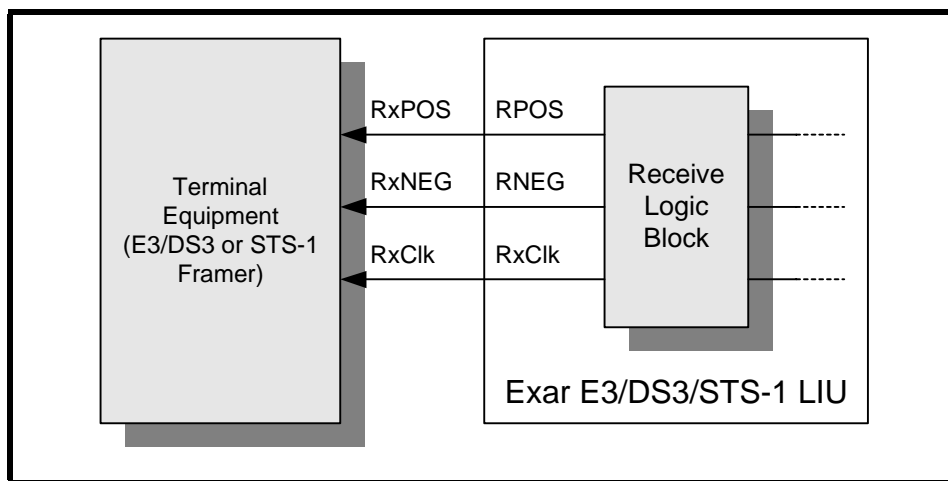 Terminal
Equipment
(E3/DS3 or STS-1
Framer)
RxPOS
RxNEG
RxClk
RPOS
RNEG
RxClk
Receive
Logic
Block
Exar E3/DS3/STS-1 LIU